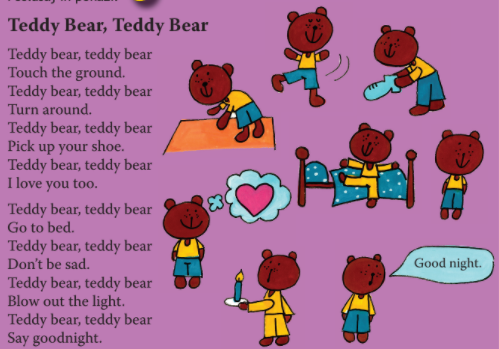 Teddy Bear, Teddy Bear
Teddy bear, teddy bear
Touch the ground.
Teddy bear, teddy bear
Turn around.
Teddy bear, teddy bear
Pick up your shoe.
Teddy bear, teddy bear
I love you too.
Teddy bear, teddy bear
Go to bed.
Teddy bear, teddy bear
Don't be sad.
Teddy bear, teddy bear
Blow out the light.
Teddy bear, teddy bear
Say goodnight.
Good night.